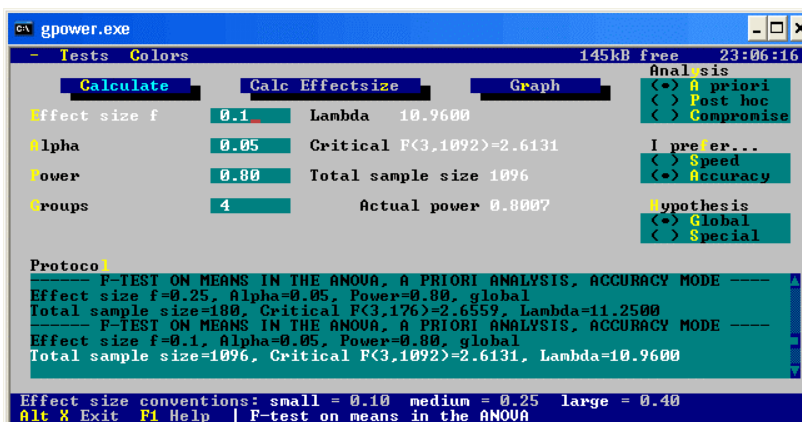 gpower.exe
- Tests Colors 145kB free 23:06:16
Calculate Calc Effectsize Graph
Analysis
(•) A priori
( ) Post hoc
( ) Compromise
Effect size f 0.1_ Lambda 10.9600
Alpha 0.05 Critical F(3,1092)=2.6131
I prefer...
( ) Speed
(•) Accuracy
Power 0.80 Total sample size 1096
Groups 4 Actual power 0.8007
Hypothesis
(•) Global
( ) Special
Protocol
------ F-TEST ON MEANS IN THE ANOVA, A PRIORI ANALYSIS, ACCURACY MODE ----
Effect size f=0.25, Alpha=0.05, Power=0.80, global
Total sample size=180, Critical F(3,176)=2.6559, Lambda=11.2500
------ F-TEST ON MEANS IN THE ANOVA, A PRIORI ANALYSIS, ACCURACY MODE ----
Effect size f=0.1, Alpha=0.05, Power=0.80, global
Total sample size=1096, Critical F(3,1092)=2.6131, Lambda=10.9600
Effect size conventions: small = 0.10 medium = 0.25 large = 0.40
Alt X Exit F1 Help | F-test on means in the ANOVA